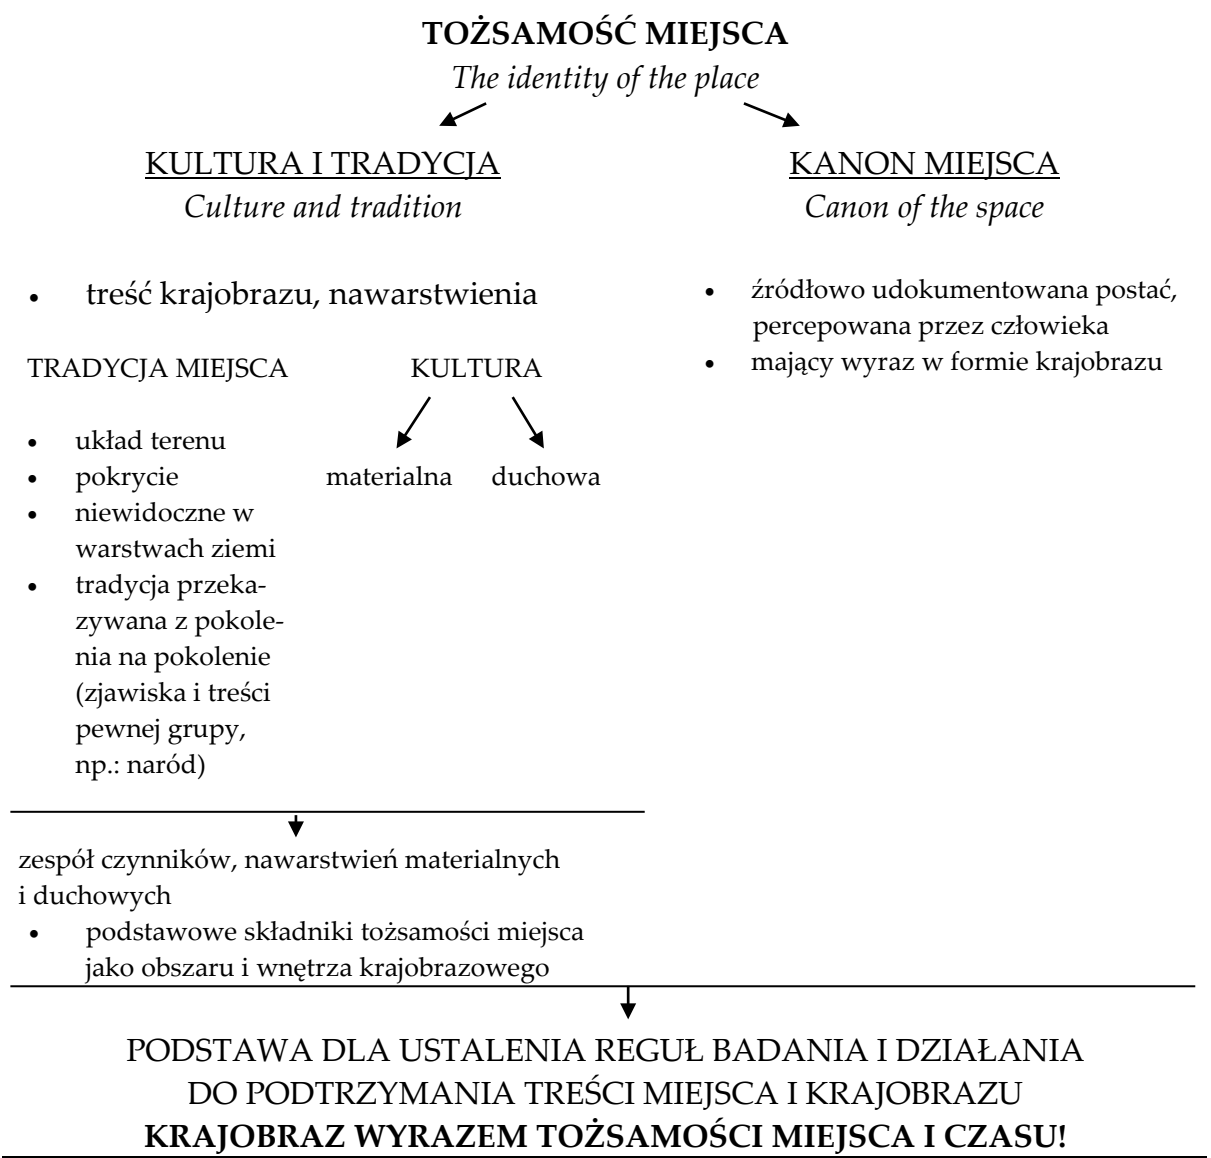 TOŻSAMOŚĆ MIEJSCA
The identity of the place
KULTURA I TRADYCJA
Culture and tradition
• treść krajobrazu, nawarstwienia
TRADYCJA MIEJSCA
• układ terenu
• pokrycie
• niewidoczne w
warstwach ziemi
• tradycja przeka-
zywana z pokole-
nia na pokolenie
(zjawiska i treści
pewnej grupy,
np.: naród)
KULTURA
materialna duchowa
KANON MIEJSCA
Canon of the space
• źródłowo udokumentowana postać,
percepowana przez człowieka
• mający wyraz w formie krajobrazu
zespół czynników, nawarstwień materialnych
i duchowych
• podstawowe składniki tożsamości miejsca
jako obszaru i wnętrza krajobrazowego
PODSTAWA DLA USTALENIA REGUŁ BADANIA I DZIAŁANIA
DO PODTRZYMANIA TREŚCI MIEJSCA I KRAJOBRAZU
KRAJOBRAZ WYRAZEM TOŻSAMOŚCI MIEJSCA I CZASU!